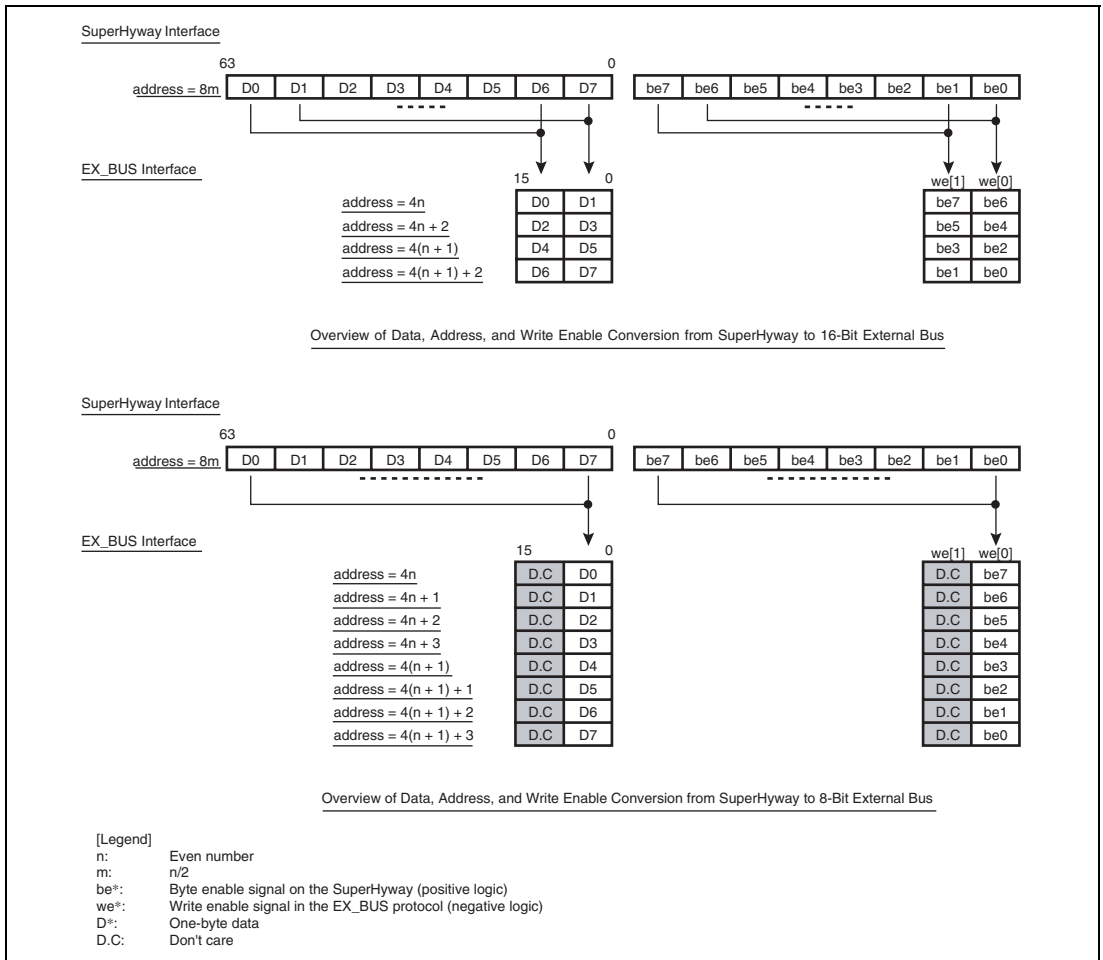 SuperHyway Interface
63 0
address = 8m D0 D1 D2 D3 D4 D5 D6 D7 be7 be6 be5 be4 be3 be2 be1 be0
EX_BUS Interface
15 0 we[1] we[0]
address = 4n D0 D1 be7 be6
address = 4n + 2 D2 D3 be5 be4
address = 4(n + 1) D4 D5 be3 be2
address = 4(n + 1) + 2 D6 D7 be1 be0
Overview of Data, Address, and Write Enable Conversion from SuperHyway to 16-Bit External Bus
SuperHyway Interface
63 0
address = 8m D0 D1 D2 D3 D4 D5 D6 D7 be7 be6 be5 be4 be3 be2 be1 be0
EX_BUS Interface
15 0 we[1] we[0]
address = 4n D.C D0 D.C be7
address = 4n + 1 D.C D1 D.C be6
address = 4n + 2 D.C D2 D.C be5
address = 4n + 3 D.C D3 D.C be4
address = 4(n + 1) D.C D4 D.C be3
address = 4(n + 1) + 1 D.C D5 D.C be2
address = 4(n + 1) + 2 D.C D6 D.C be1
address = 4(n + 1) + 3 D.C D7 D.C be0
Overview of Data, Address, and Write Enable Conversion from SuperHyway to 8-Bit External Bus
[Legend]
n: Even number
m: n/2
be*: Byte enable signal on the SuperHyway (positive logic)
we*: Write enable signal in the EX_BUS protocol (negative logic)
D*: One-byte data
D.C: Don't care